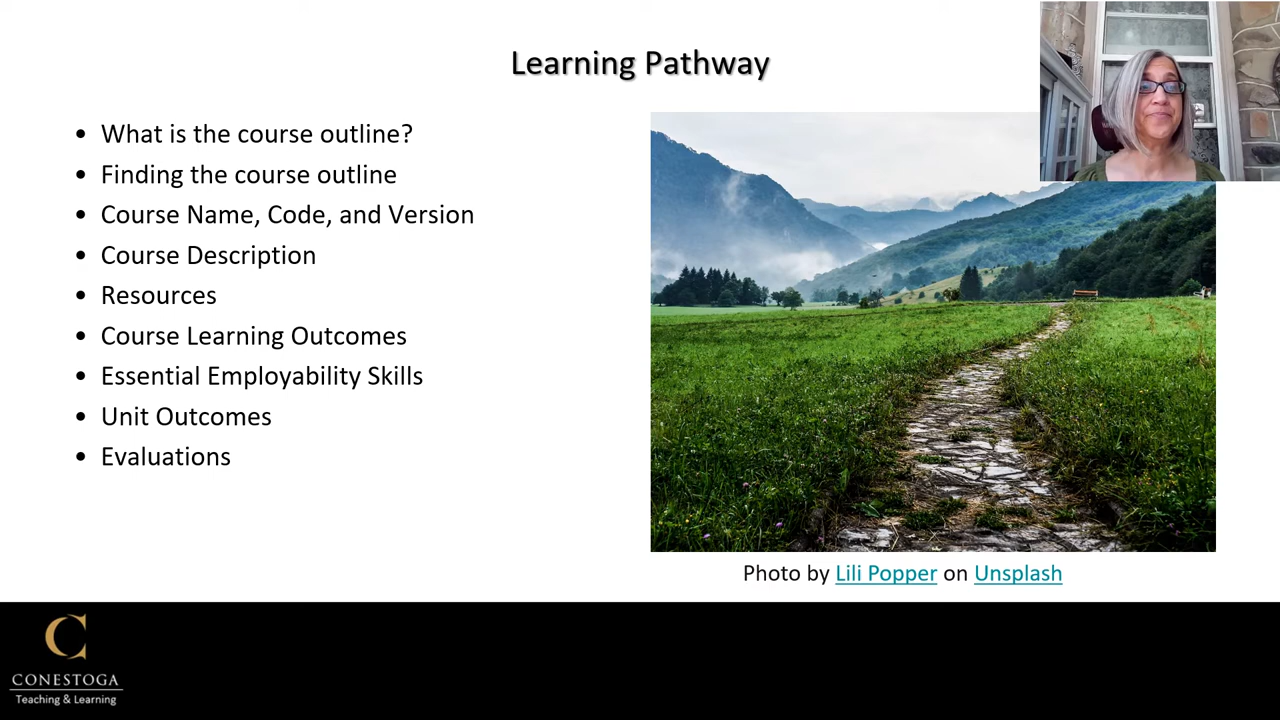 Learning Pathway
• What is the course outline?
• Finding the course outline
• Course Name, Code, and Version
• Course Description
• Resources
• Course Learning Outcomes
• Essential Employability Skills
• Unit Outcomes
• Evaluations
Photo by Lili Popper on Unsplash
C
CONESTOGA
Teaching & Learning